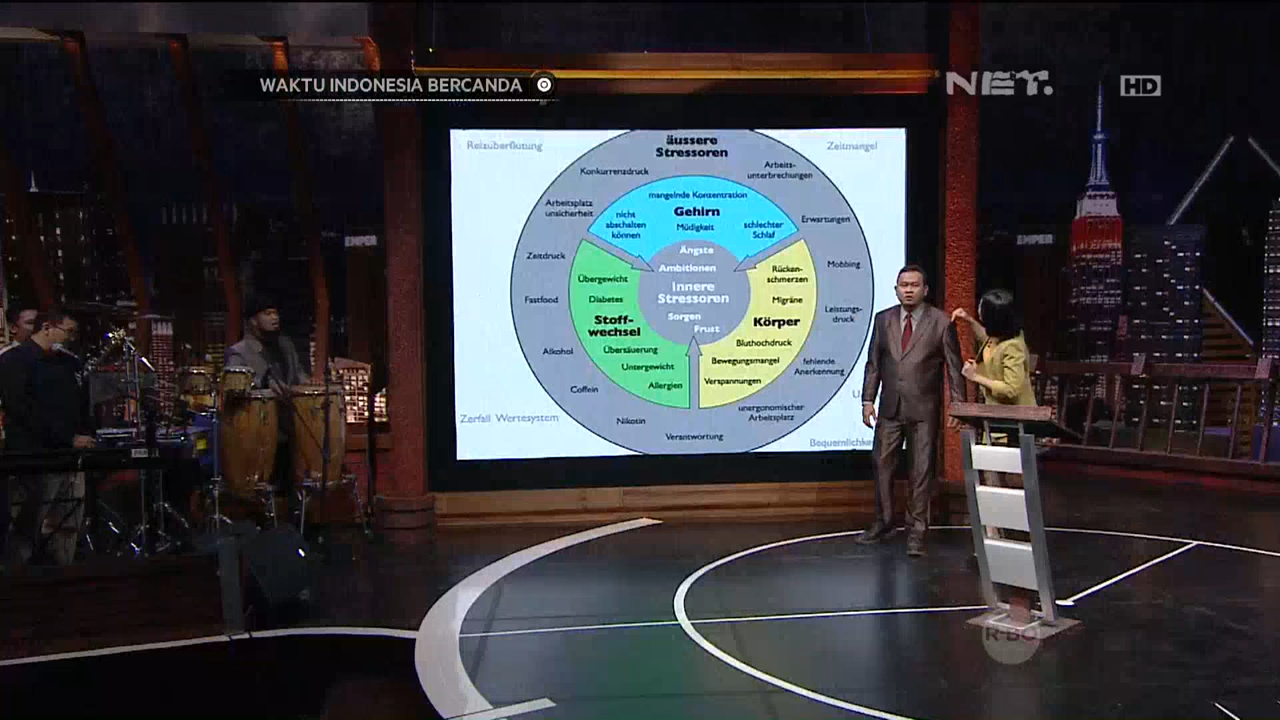 WAKTU INDONESIA BERCANDA
NET.
HD
Reizüberflutung
Zeitmangel
äussere
Stressoren
Konkurrenzdruck
Arbeits-
unterbrechungen
mangelnde Konzentration
Gehirn
Müdigkeit
nicht
abschalten
können
schlechter
Schlaf
Arbeitsplatz
unsicherheit
Erwartungen
Zeitdruck
Mobbing
Ängste
Ambitionen
Innere
Stressoren
Sorgen
Frust
Übergewicht
Diabetes
Stoff-
wechsel
Übersäuerung
Untergewicht
Allergien
Rücken-
schmerzen
Migräne
Körper
Bluthochdruck
Bewegungsmangel
Verspannungen
Fastfood
Leistungs-
druck
Alkohol
fehlende
Anerkennung
Coffein
Nikotin
unergonomischer
Arbeitsplatz
Verantwortung
Zerfall Wertesystem
Bequemlichke
EMPER
EMPER